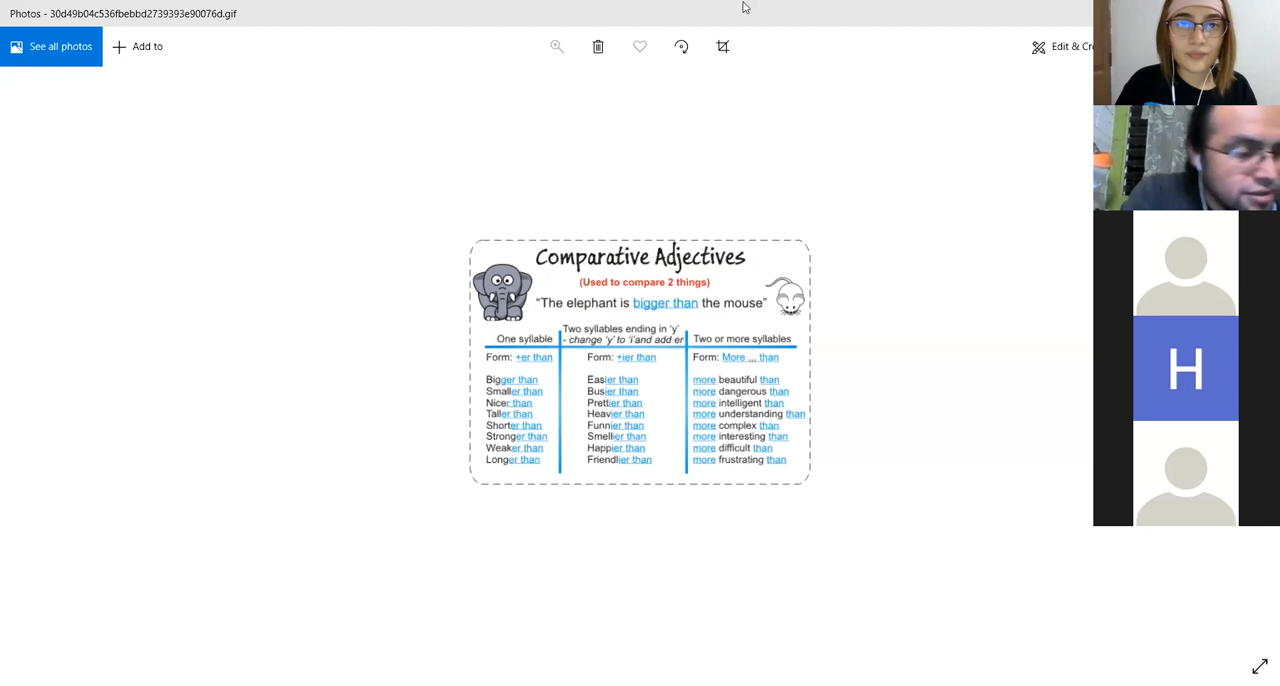 Photos - 30d49b04c536fbebbd2739393e90076d.gif
See all photos
Add to
Edit & Cr
Comparative Adjectives
(Used to compare 2 things)
"The elephant is bigger than the mouse"
One syllable
Form: +er than
Bigger than
Smaller than
Nicer than
Taller than
Shorter than
Stronger than
Weaker than
Longer than
Two syllables ending in 'y'
- change 'y' to 'i'and add er
Form: +ier than
Easier than
Busier than
Prettier than
Heavier than
Funnier than
Smellier than
Happier than
Friendlier than
Two or more syllables
Form: More ... than
more beautiful than
more dangerous than
more intelligent than
more understanding than
more complex than
more interesting than
more difficult than
more frustrating than
H